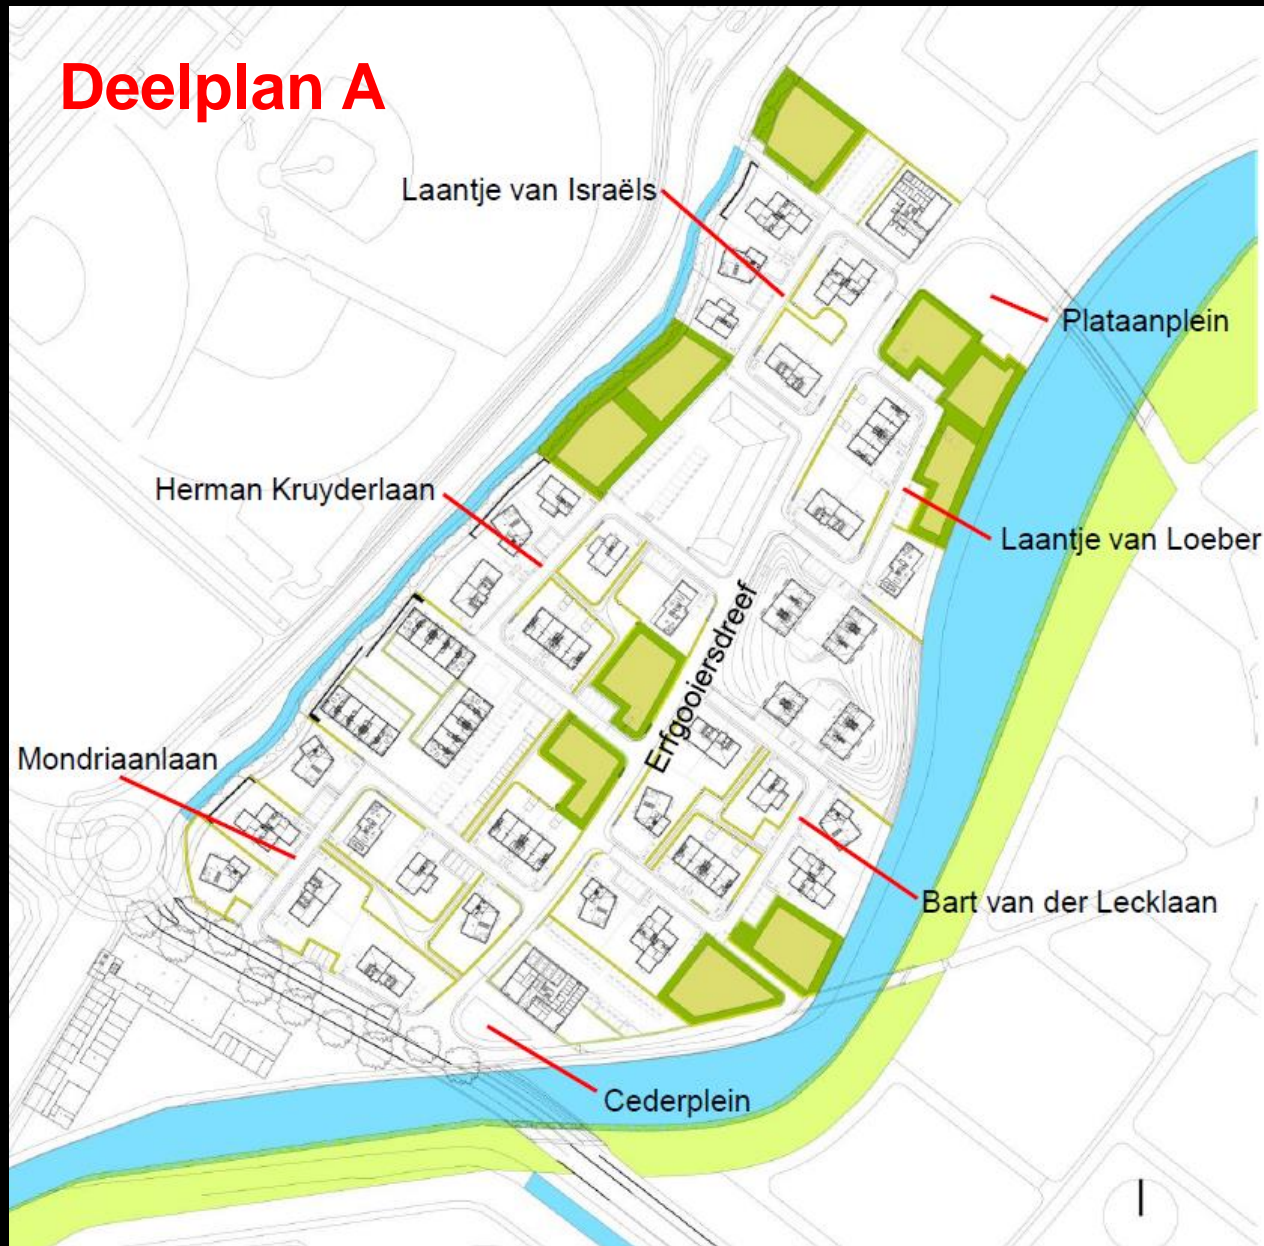 Deelplan A
Laantje van Israëls
Plataanplein
Herman Kruyderlaan
Laantje van Loeber
Erfgooiersdreef
Mondriaanlaan
Bart van der Lecklaan
Cederplein